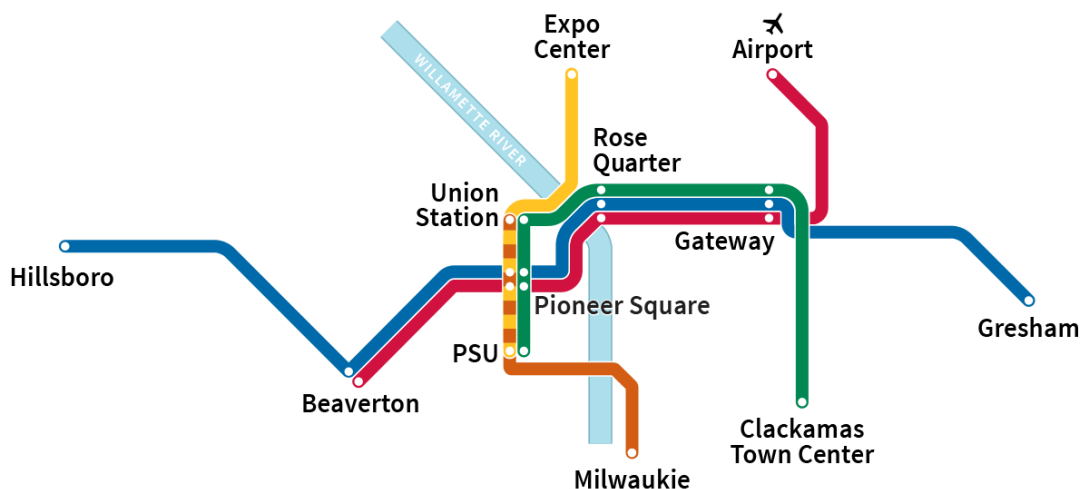 Expo
Center
Airport
WILLAMETTE RIVER
Rose
Quarter
Union
Station
Gateway
Hillsboro
Pioneer Square
Gresham
PSU
Beaverton
Clackamas
Town Center
Milwaukie